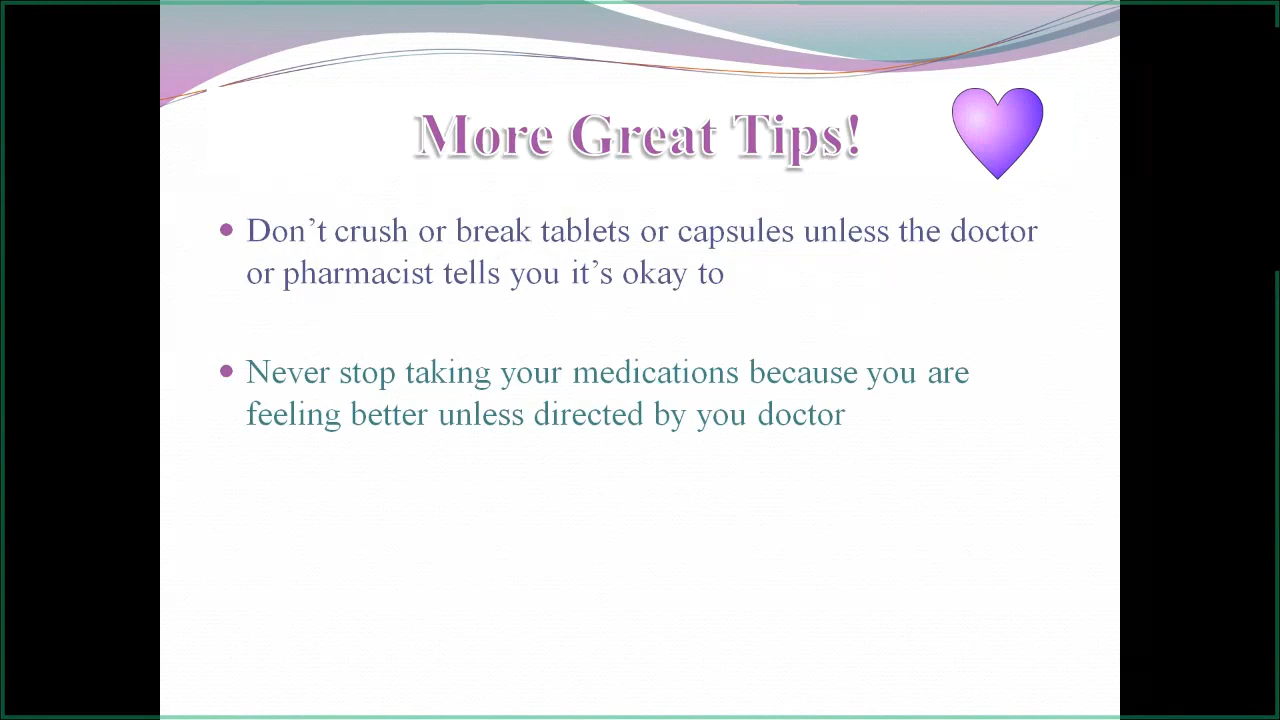 More Great Tips!
Don’t crush or break tablets or capsules unless the doctor
or pharmacist tells you it’s okay to
Never stop taking your medications because you are
feeling better unless directed by you doctor